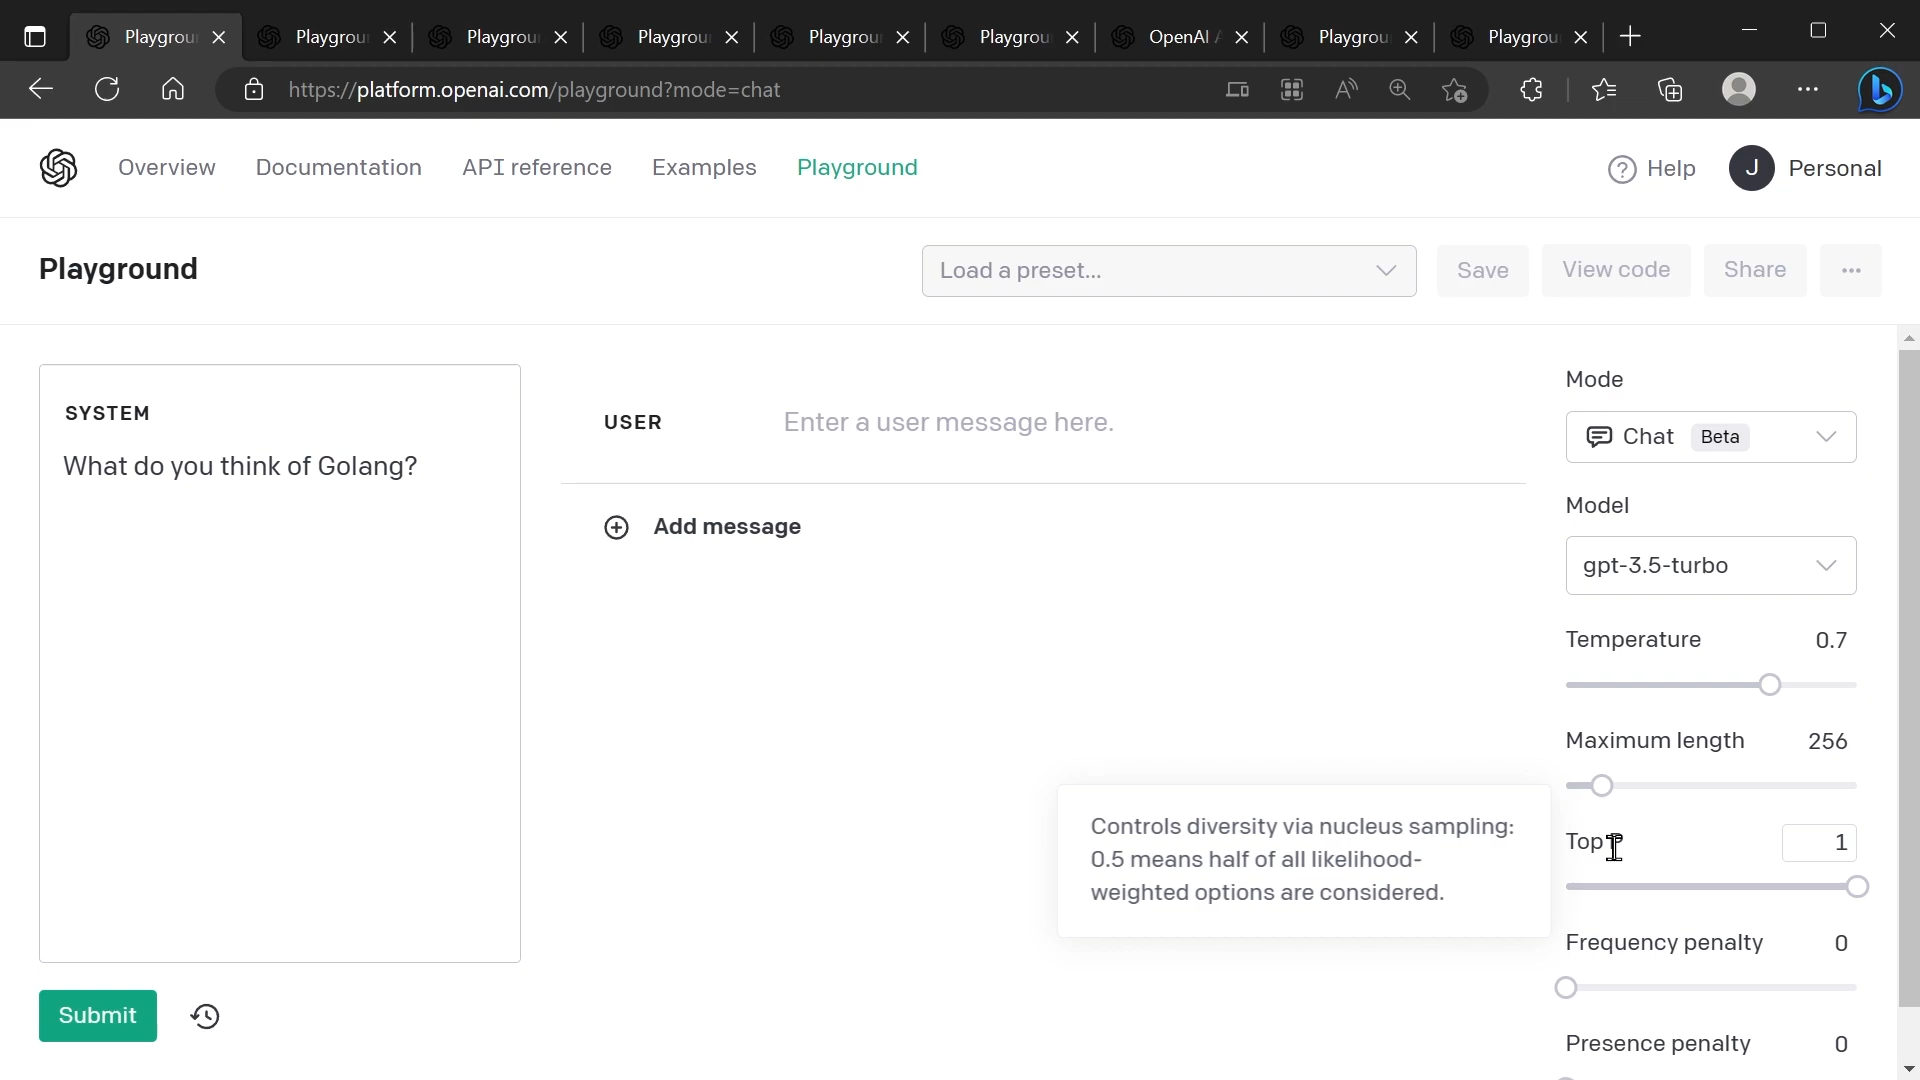 Playgrou
Playgrour
Playgrou
Playgrou
Playgrour
Playgrou
OpenAI A
Playgrou
Playgrou
https://platform.openai.com/playground?mode=chat
Overview Documentation API reference Examples Playground
Help J Personal
Playground
Load a preset... Save View code Share
SYSTEM
What do you think of Golang?
USER Enter a user message here.
Add message
Submit
Mode
Chat Beta
Model
gpt-3.5-turbo
Temperature 0.7
Maximum length 256
Top P 1
Controls diversity via nucleus sampling:
0.5 means half of all likelihood-
weighted options are considered.
Frequency penalty 0
Presence penalty 0